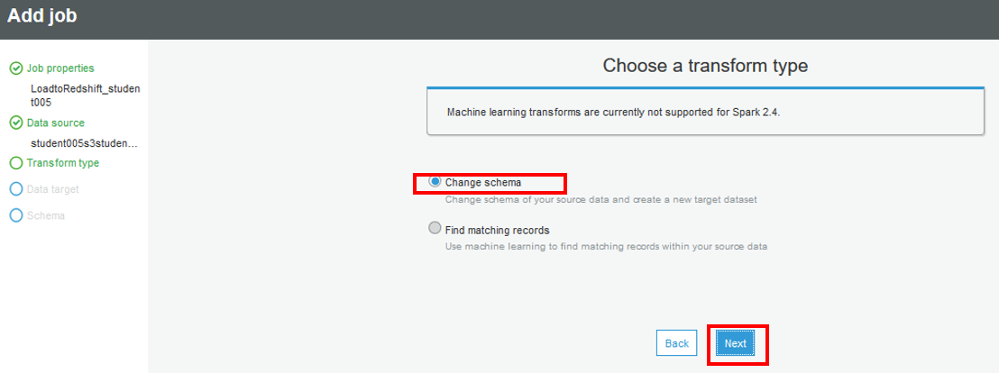 Add job
Job properties
LoadtoRedshift_studen
t005
Data source
student005s3studen...
Transform type
Data target
Schema
Choose a transform type
Machine learning transforms are currently not supported for Spark 2.4.
Change schema
Change schema of your source data and create a new target dataset
Find matching records
Use machine learning to find matching records within your source data
Back
Next